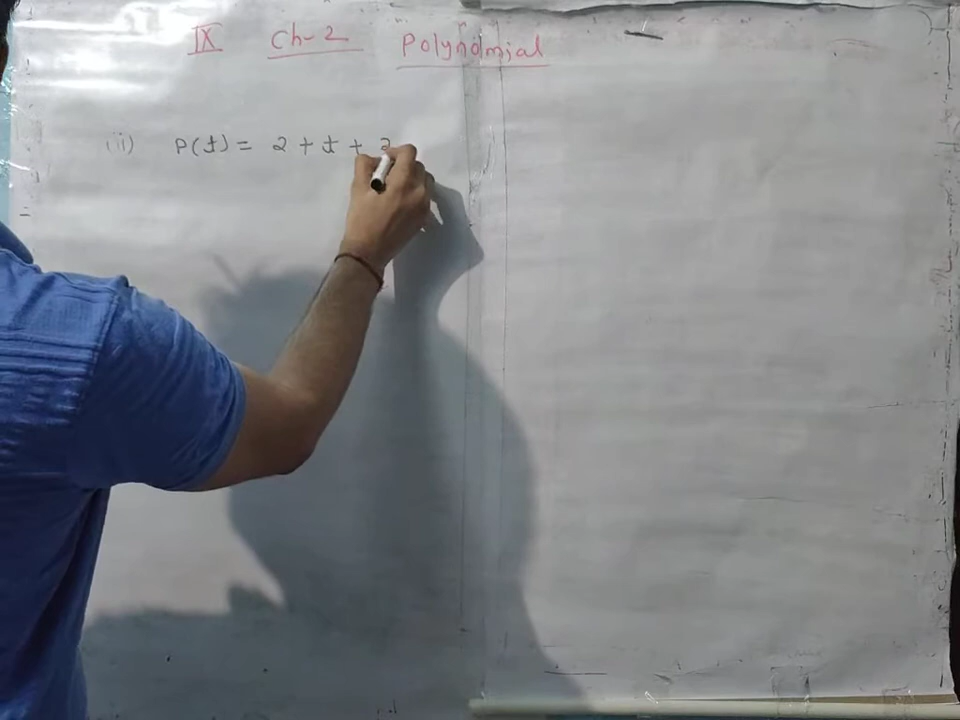 IX Ch-2 Polynomial
(ii) P(t) = 2 + t + 2